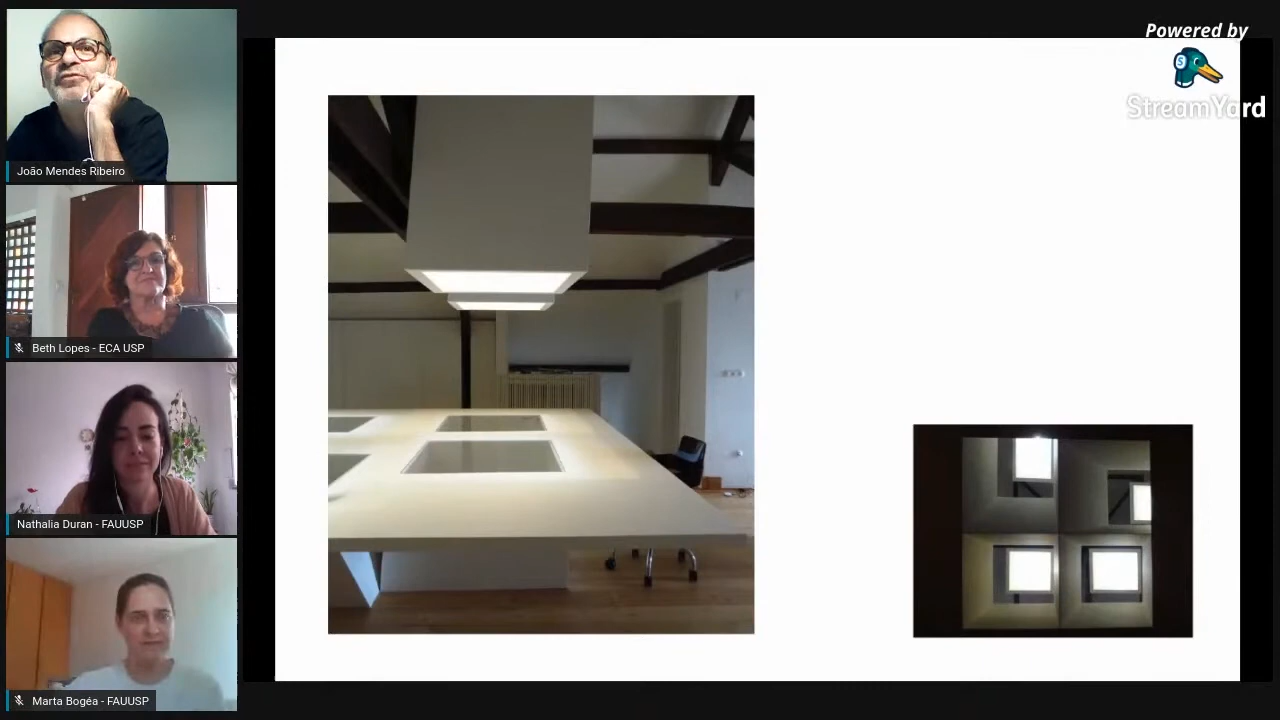 Powered by
StreamYard
João Mendes Ribeiro
Beth Lopes - ECA USP
Nathalia Duran - FAUUSP
Marta Bogéa - FAUUSP